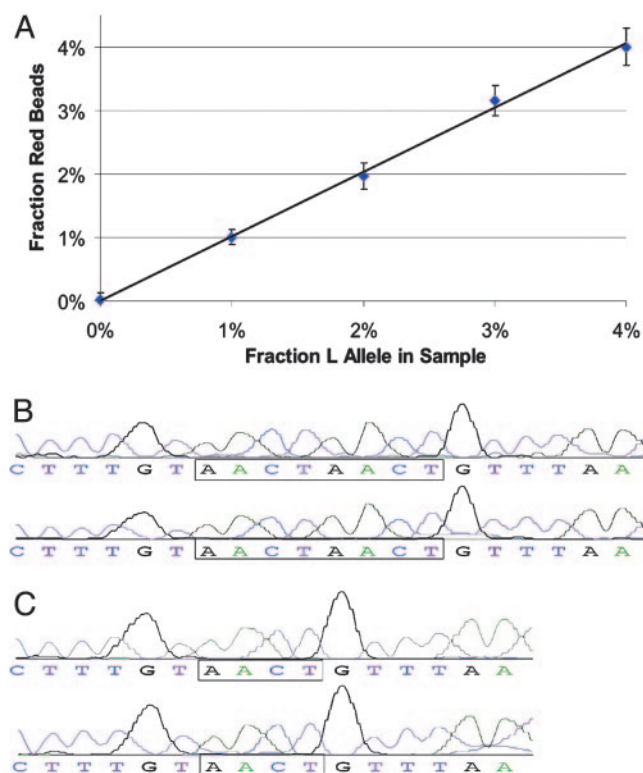 A
Fraction Red Beads
4%
3%
2%
1%
0%
0% 1% 2% 3% 4%
Fraction L Allele in Sample
B
C T T T G T A A C T A A C T G T T T A A
C T T T G T A A C T A A C T G T T T A A
C
C T T T G T A A C T G T T T A A
C T T T G T A A C T G T T T A A